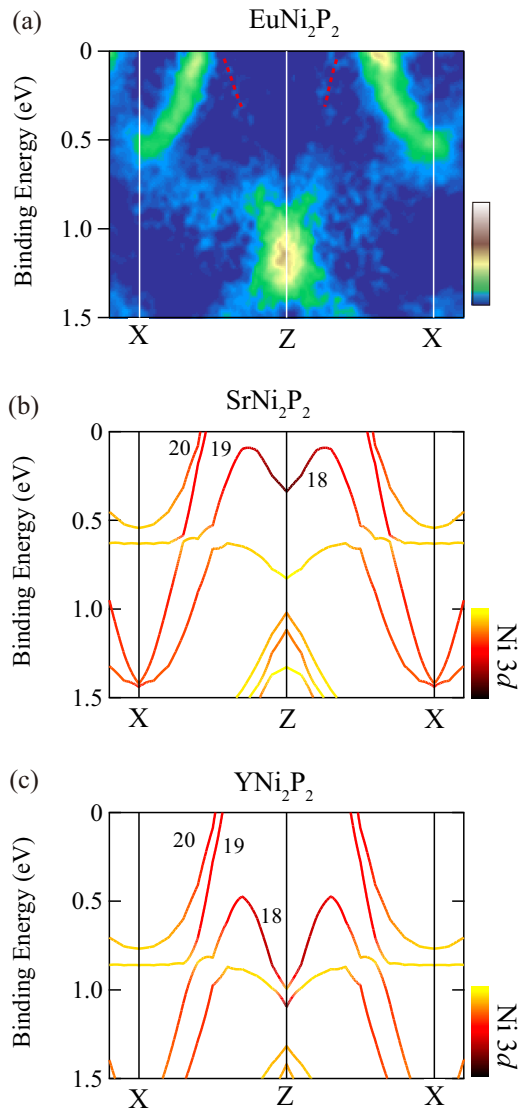 (a)
EuNi₂P₂
Binding Energy (eV)
0
0.5
1.0
1.5
X
Z
X
(b)
SrNi₂P₂
Binding Energy (eV)
0
0.5
1.0
1.5
20
19
18
X
Z
X
Ni 3d
(c)
YNi₂P₂
Binding Energy (eV)
0
0.5
1.0
1.5
20
19
18
X
Z
X
Ni 3d